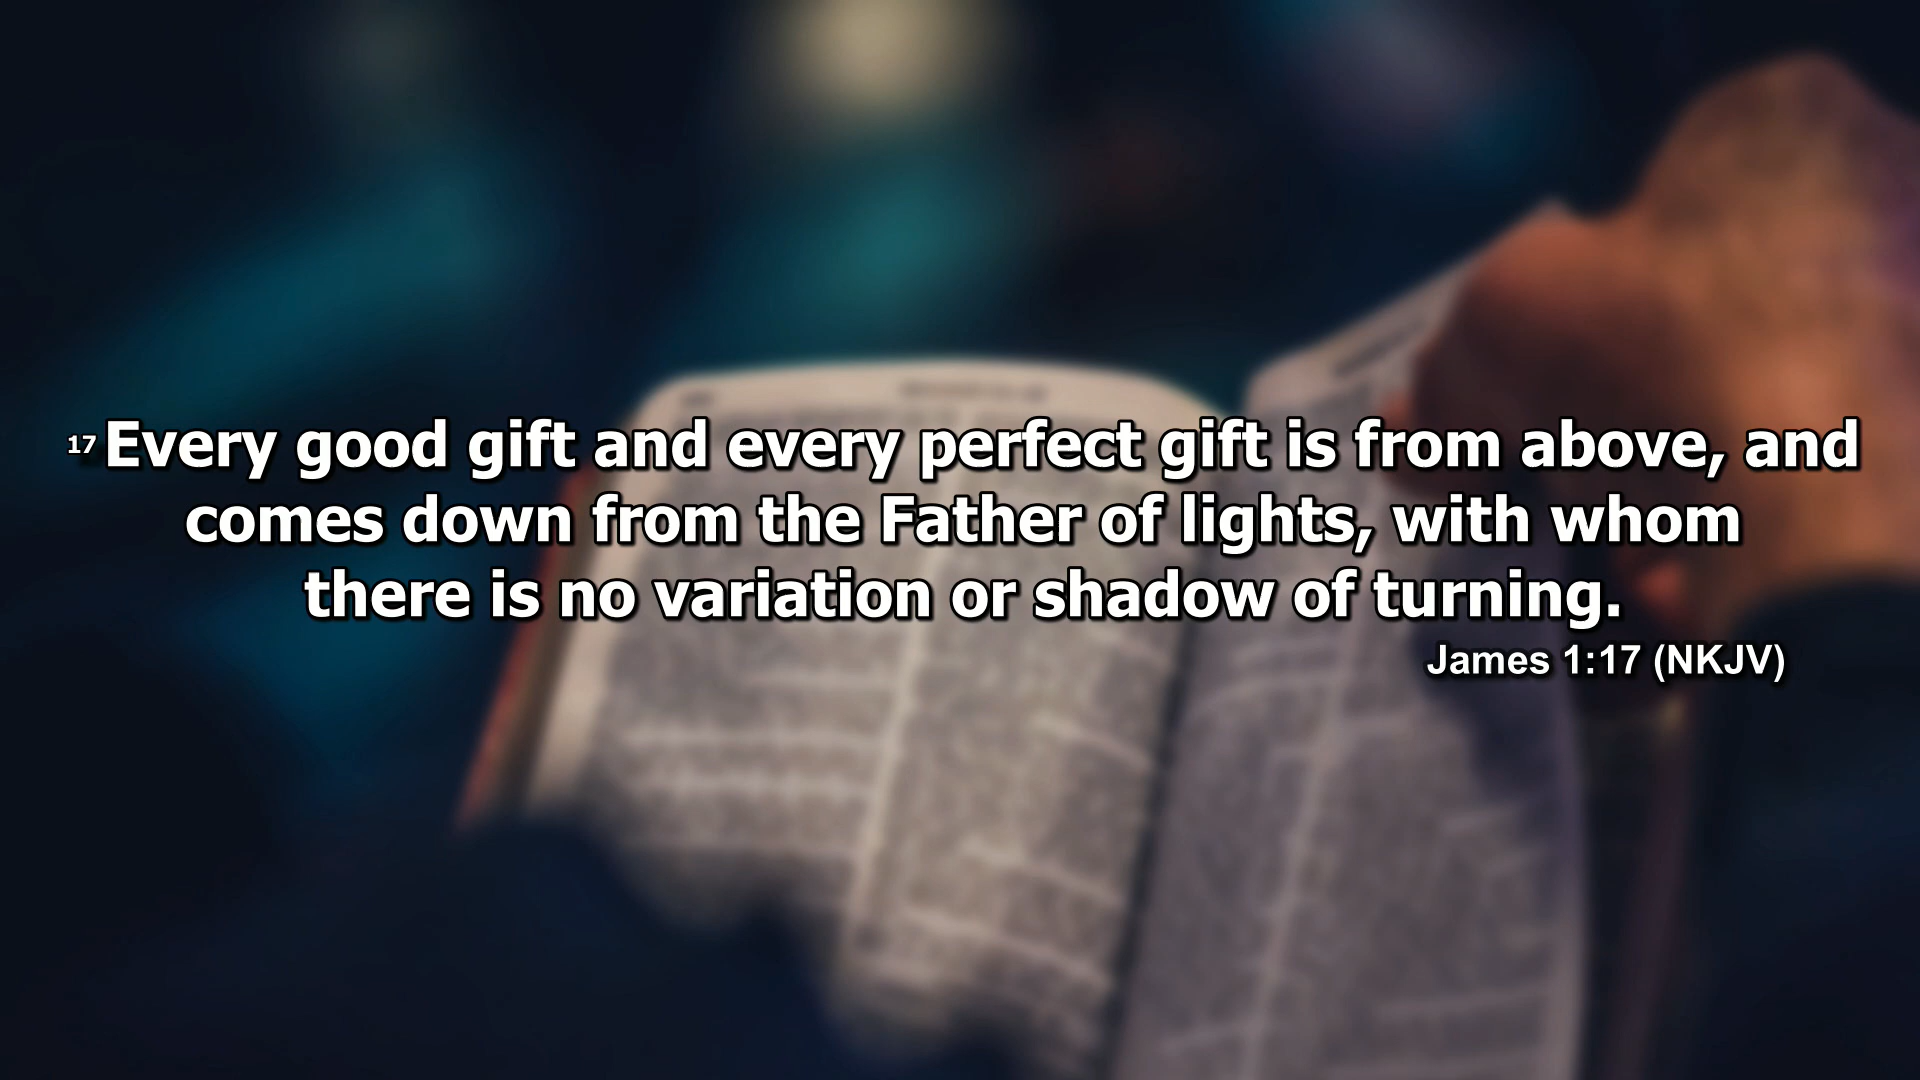 17 Every good gift and every perfect gift is from above, and
comes down from the Father of lights, with whom
there is no variation or shadow of turning.
James 1:17 (NKJV)